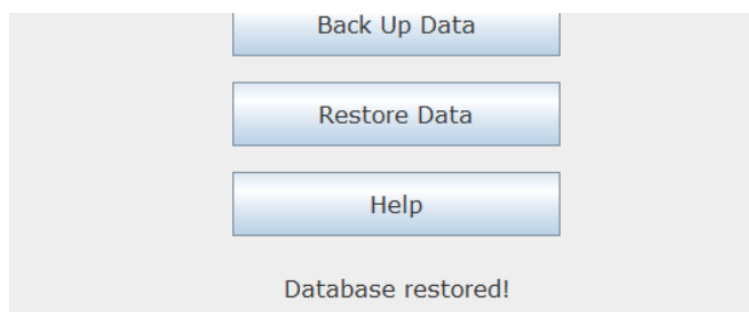 Back Up Data
Restore Data
Help
Database restored!